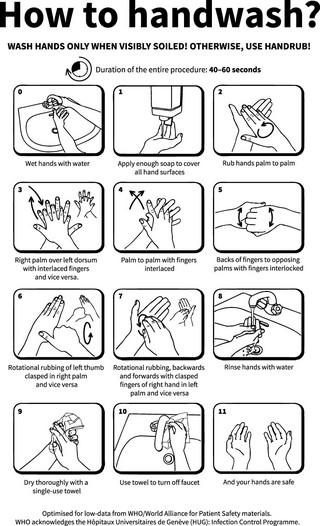 How to handwash?
WASH HANDS ONLY WHEN VISIBLY SOILED! OTHERWISE, USE HANDRUB!
Duration of the entire procedure: 40–60 seconds
0
1
2
Wet hands with water
Apply enough soap to cover
all hand surfaces
Rub hands palm to palm
3
4
5
Right palm over left dorsum
with interlaced fingers
and vice versa.
Palm to palm with fingers
interlaced
Backs of fingers to opposing
palms with fingers interlocked
6
7
8
Rotational rubbing of left thumb
clasped in right palm
and vice versa
Rotational rubbing, backwards
and forwards with clasped
fingers of right hand in left
palm and vice versa
Rinse hands with water
9
10
11
Dry thoroughly with a
single-use towel
Use towel to turn off faucet
And your hands are safe
Optimised for low-data from WHO/World Alliance for Patient Safety materials.
WHO acknowledges the Hôpitaux Universitaires de Genève (HUG): Infection Control Programme.